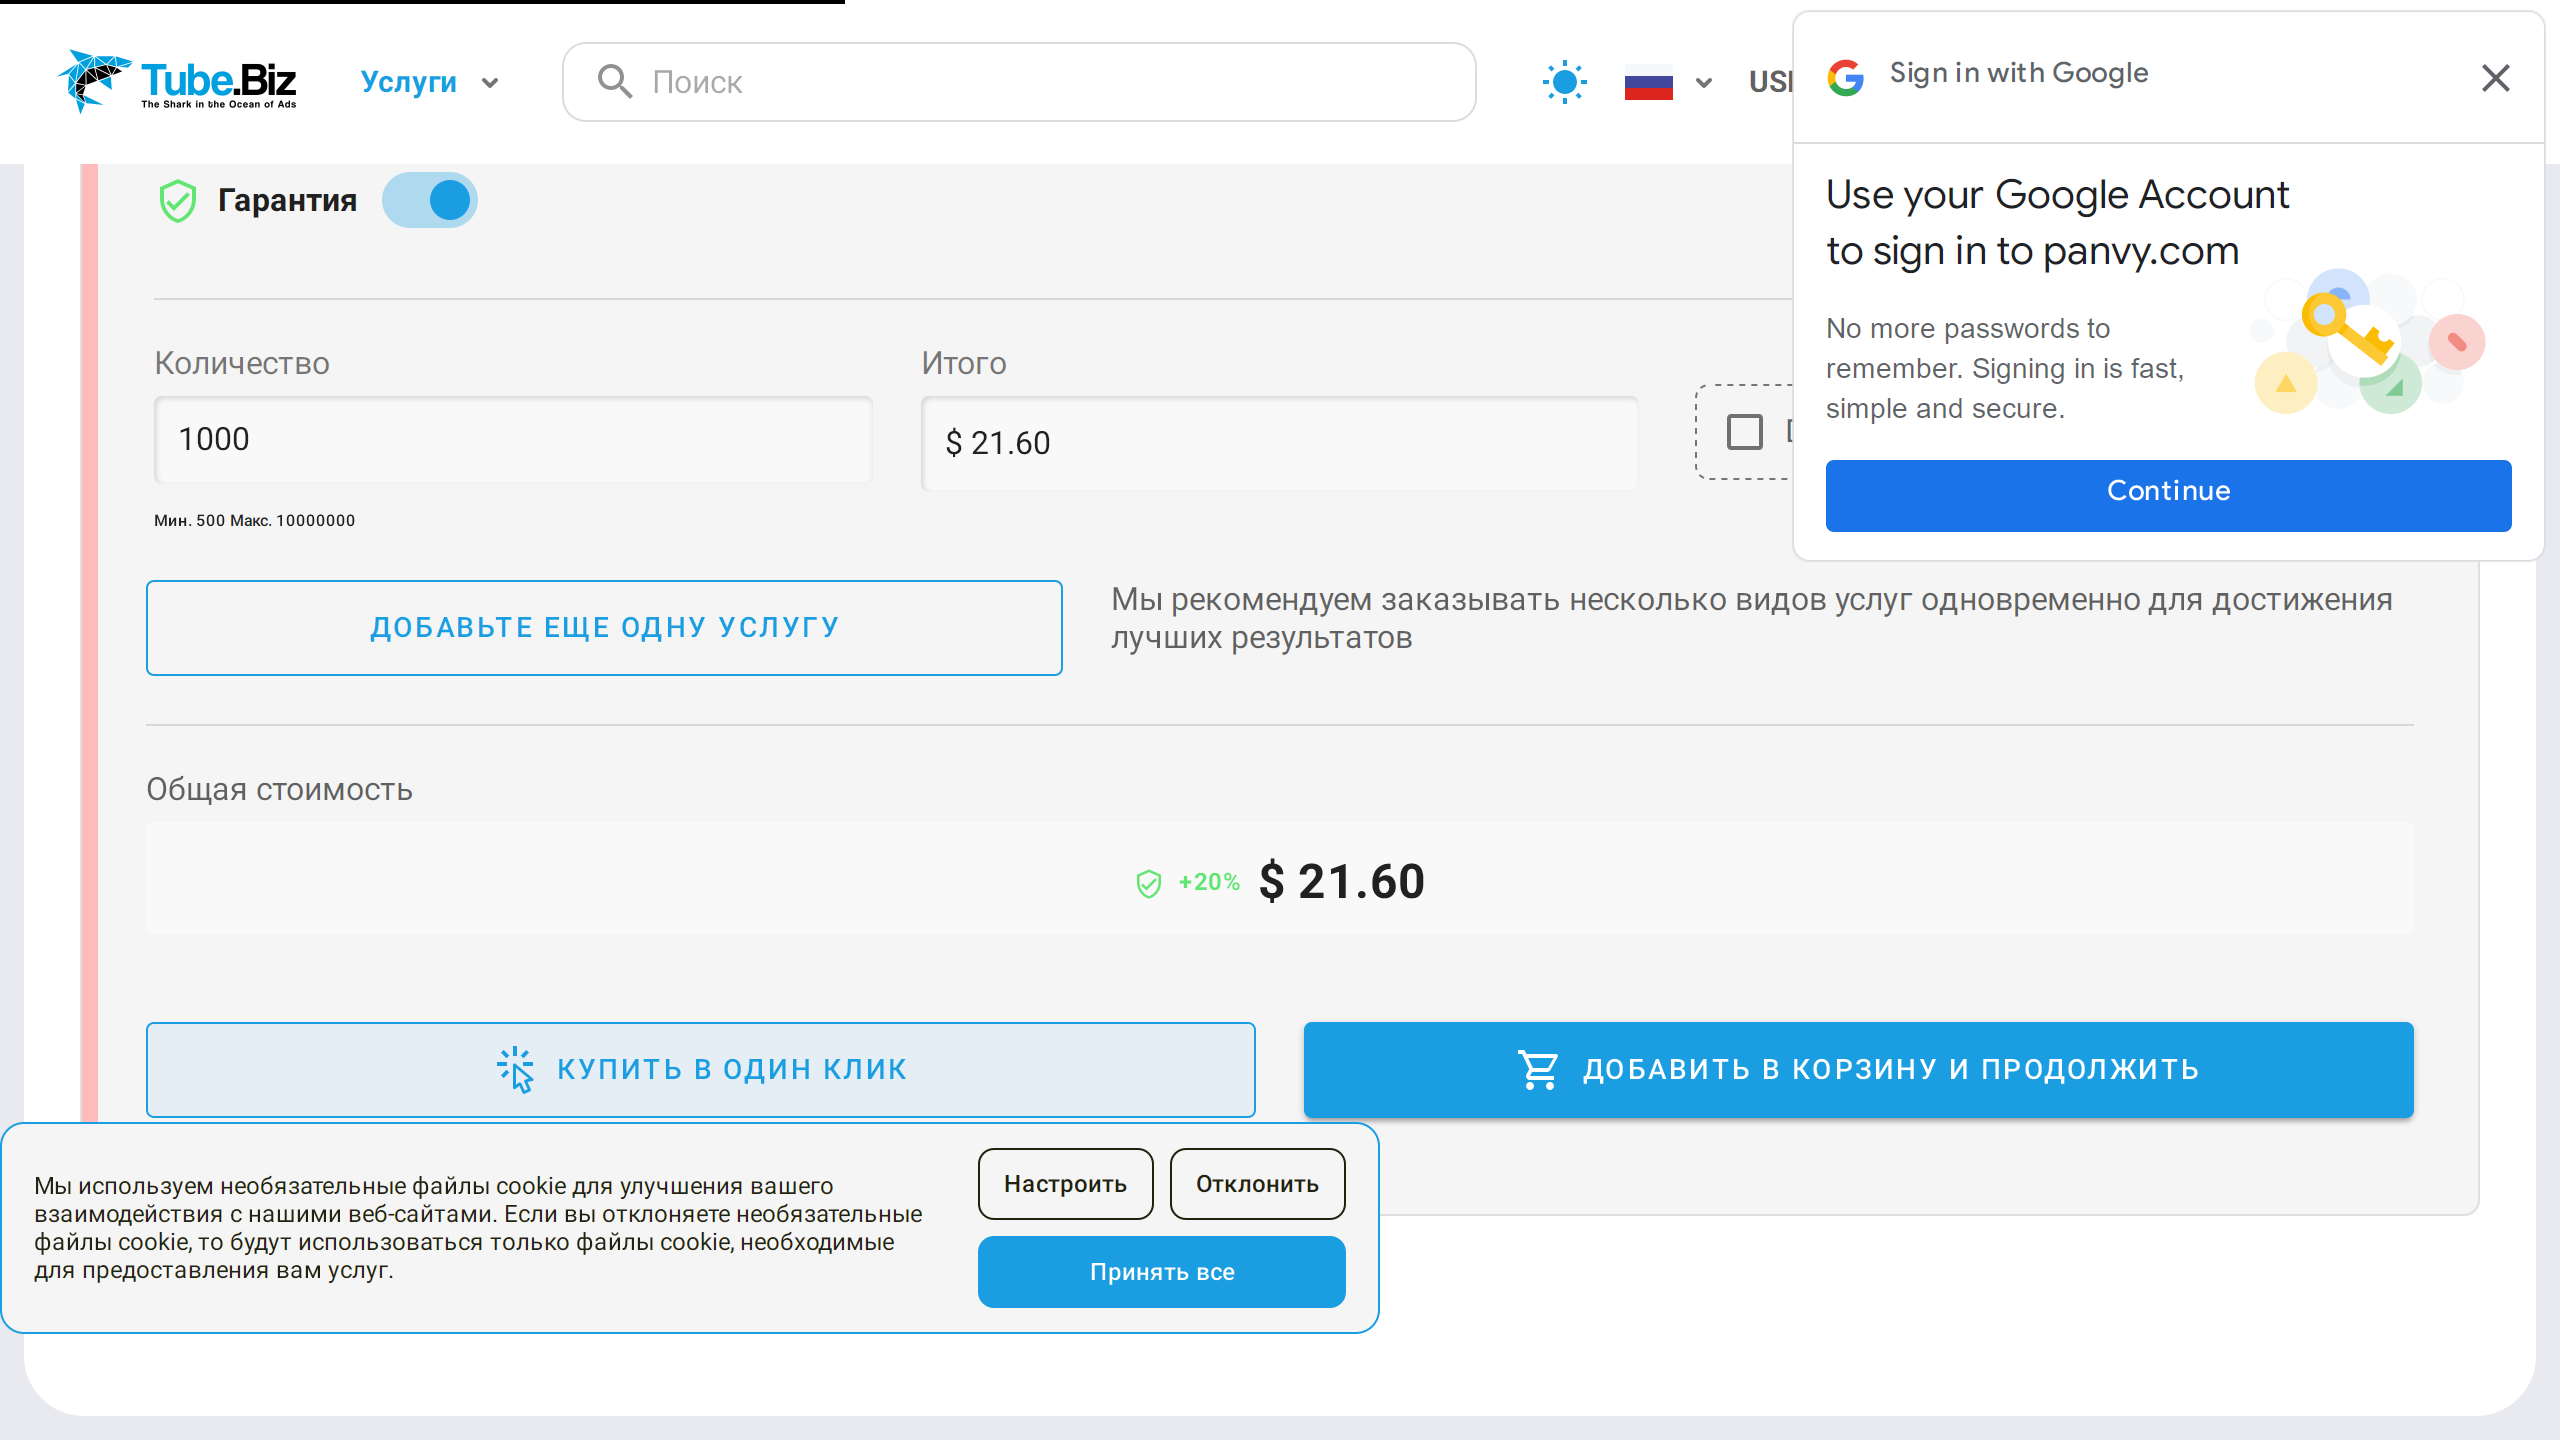 Tube.Biz
The Shark in the Ocean of Ads
Услуги
Поиск
Sign in with Google
Use your Google Account
to sign in to panvy.com
No more passwords to
remember. Signing in is fast,
simple and secure.
Continue
Гарантия
Количество
Итого
1000
$ 21.60
Мин. 500 Макс. 10000000
ДОБАВЬТЕ ЕЩЕ ОДНУ УСЛУГУ
Мы рекомендуем заказывать несколько видов услуг одновременно для достижения
лучших результатов
Общая стоимость
+20% $ 21.60
КУПИТЬ В ОДИН КЛИК
ДОБАВИТЬ В КОРЗИНУ И ПРОДОЛЖИТЬ
Мы используем необязательные файлы cookie для улучшения вашего
взаимодействия с нашими веб-сайтами. Если вы отклоняете необязательные
файлы cookie, то будут использоваться только файлы cookie, необходимые
для предоставления вам услуг.
Настроить
Отклонить
Принять все